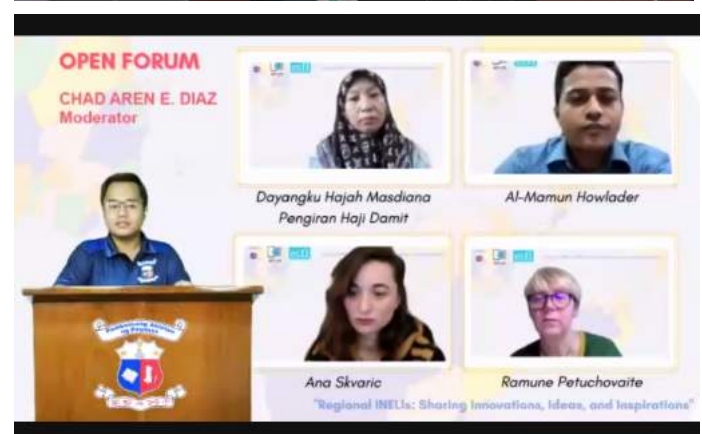 OPEN FORUM
CHAD AREN E. DIAZ
Moderator
Dayangku Hajah Masdiana
Pengiran Haji Damit
Al-Mamun Howlader
Ana Skvaric
Ramune Petuchovaite
"Regional INELIs: Sharing Innovations, Ideas, and Inspirations"